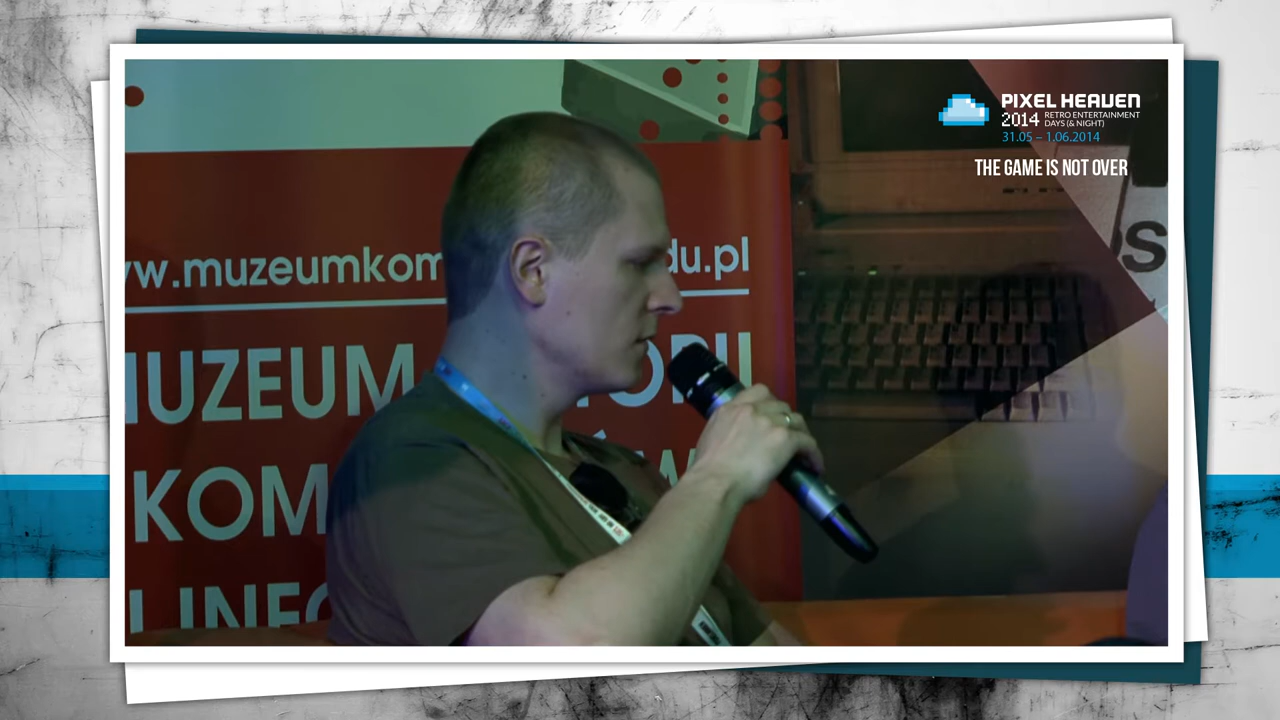 PIXEL HEAVEN
2014 RETRO ENTERTAINMENT
DAYS (& NIGHT)
31.05 – 1.06.2014
THE GAME IS NOT OVER
www.muzeumkom du.pl
MUZEUM
KOM